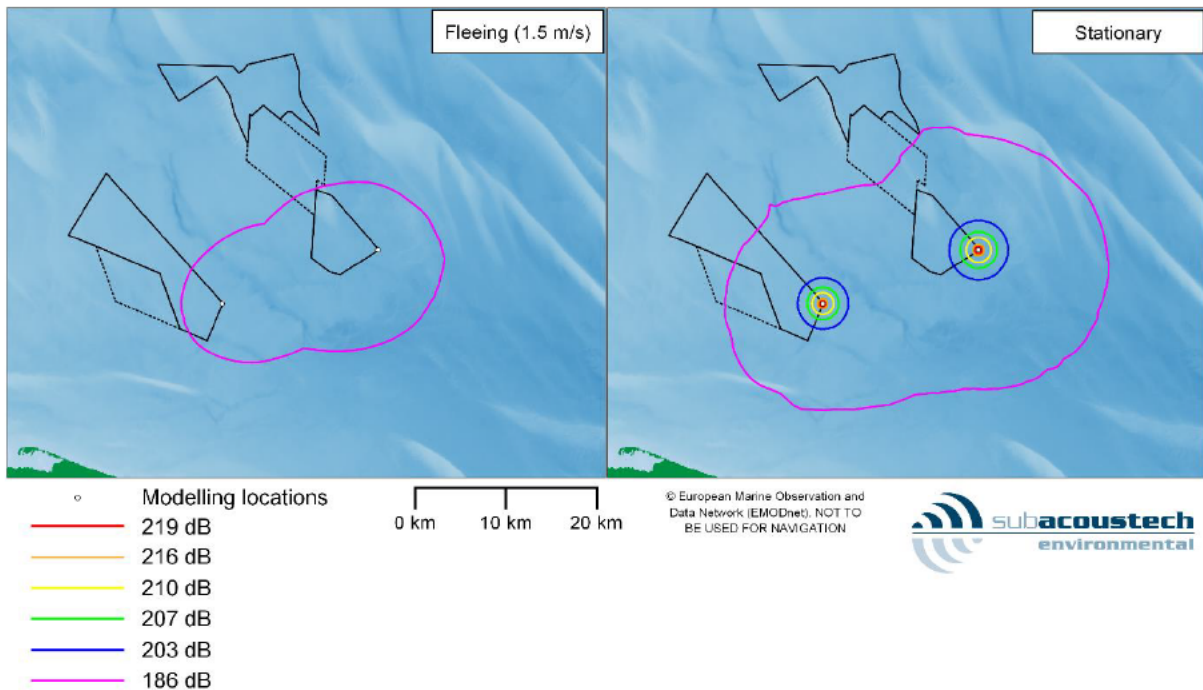 Fleeing (1.5 m/s)
Stationary
Modelling locations
219 dB
216 dB
210 dB
207 dB
203 dB
186 dB
0 km 10 km 20 km
© European Marine Observation and
Data Network (EMODnet). NOT TO
BE USED FOR NAVIGATION
subacoustech
environmental